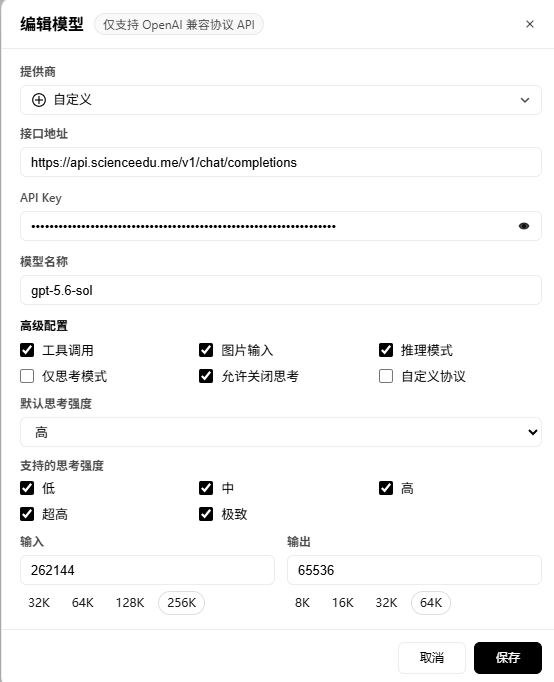 编辑模型 仅支持 OpenAI 兼容协议 API
提供商
自定义
接口地址
https://api.scienceedu.me/v1/chat/completions
API Key
••••••••••••••••••••••••••••••••••••••••••••••••••••••••••••••••••••
模型名称
gpt-5.6-sol
高级配置
工具调用 图片输入 推理模式
仅思考模式 允许关闭思考 自定义协议
默认思考强度
高
支持的思考强度
低 中 高
超高 极致
输入 输出
262144 65536
32K 64K 128K 256K 8K 16K 32K 64K
取消 保存